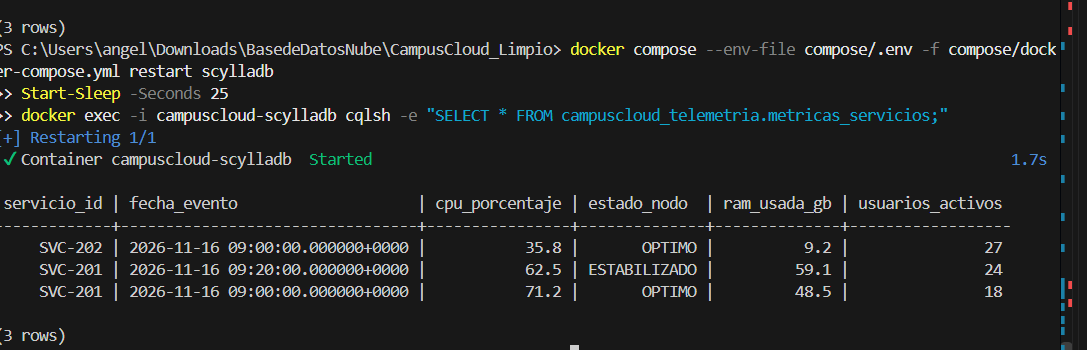 (3 rows)
PS C:\Users\angel\Downloads\BasedeDatosNube\CampusCloud_Limpio> docker compose --env-file compose/.env -f compose/dock
er-compose.yml restart scylladb
>> Start-Sleep -Seconds 25
>> docker exec -i campuscloud-scylladb cqlsh -e "SELECT * FROM campuscloud_telemetria.metricas_servicios;"
[+] Restarting 1/1
✔ Container campuscloud-scylladb  Started 1.7s
servicio_id | fecha_evento | cpu_porcentaje | estado_nodo | ram_usada_gb | usuarios_activos
-------------+---------------------------------+----------------+--------------+--------------+------------------
SVC-202 | 2026-11-16 09:00:00.000000+0000 | 35.8 | OPTIMO | 9.2 | 27
SVC-201 | 2026-11-16 09:20:00.000000+0000 | 62.5 | ESTABILIZADO | 59.1 | 24
SVC-201 | 2026-11-16 09:00:00.000000+0000 | 71.2 | OPTIMO | 48.5 | 18
(3 rows)